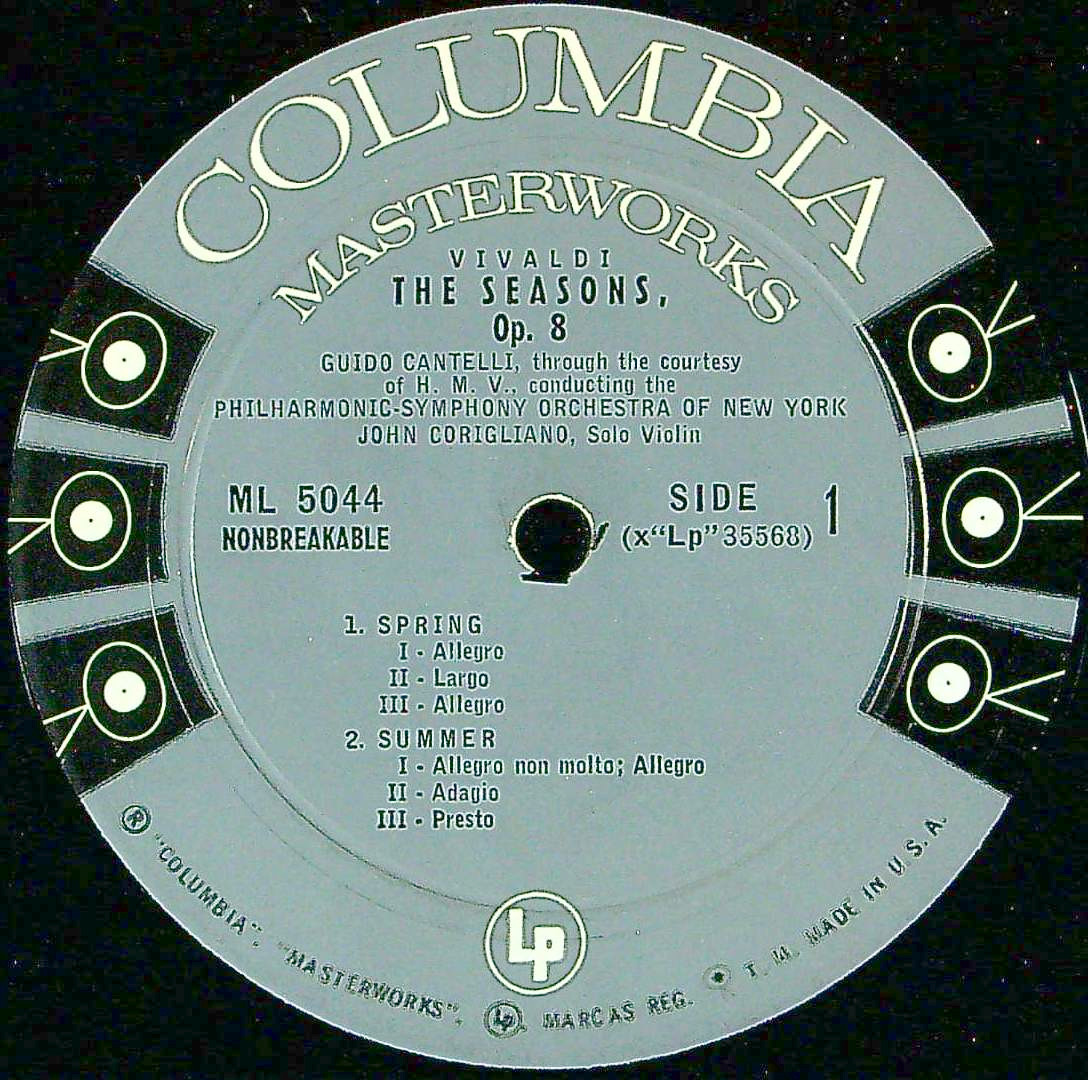 COLUMBIA
MASTERWORKS
VIVALDI
THE SEASONS,
Op. 8
GUIDO CANTELLI, through the courtesy
of H. M. V., conducting the
PHILHARMONIC-SYMPHONY ORCHESTRA OF NEW YORK
JOHN CORIGLIANO, Solo Violin
ML 5044
NONBREAKABLE
SIDE 1
(x“Lp”35568)
1. SPRING
I - Allegro
II - Largo
III - Allegro
2. SUMMER
I - Allegro non molto; Allegro
II - Adagio
III - Presto
Lp
® "COLUMBIA", "MASTERWORKS", Lp, MARCAS REG. T. M. MADE IN U. S. A.